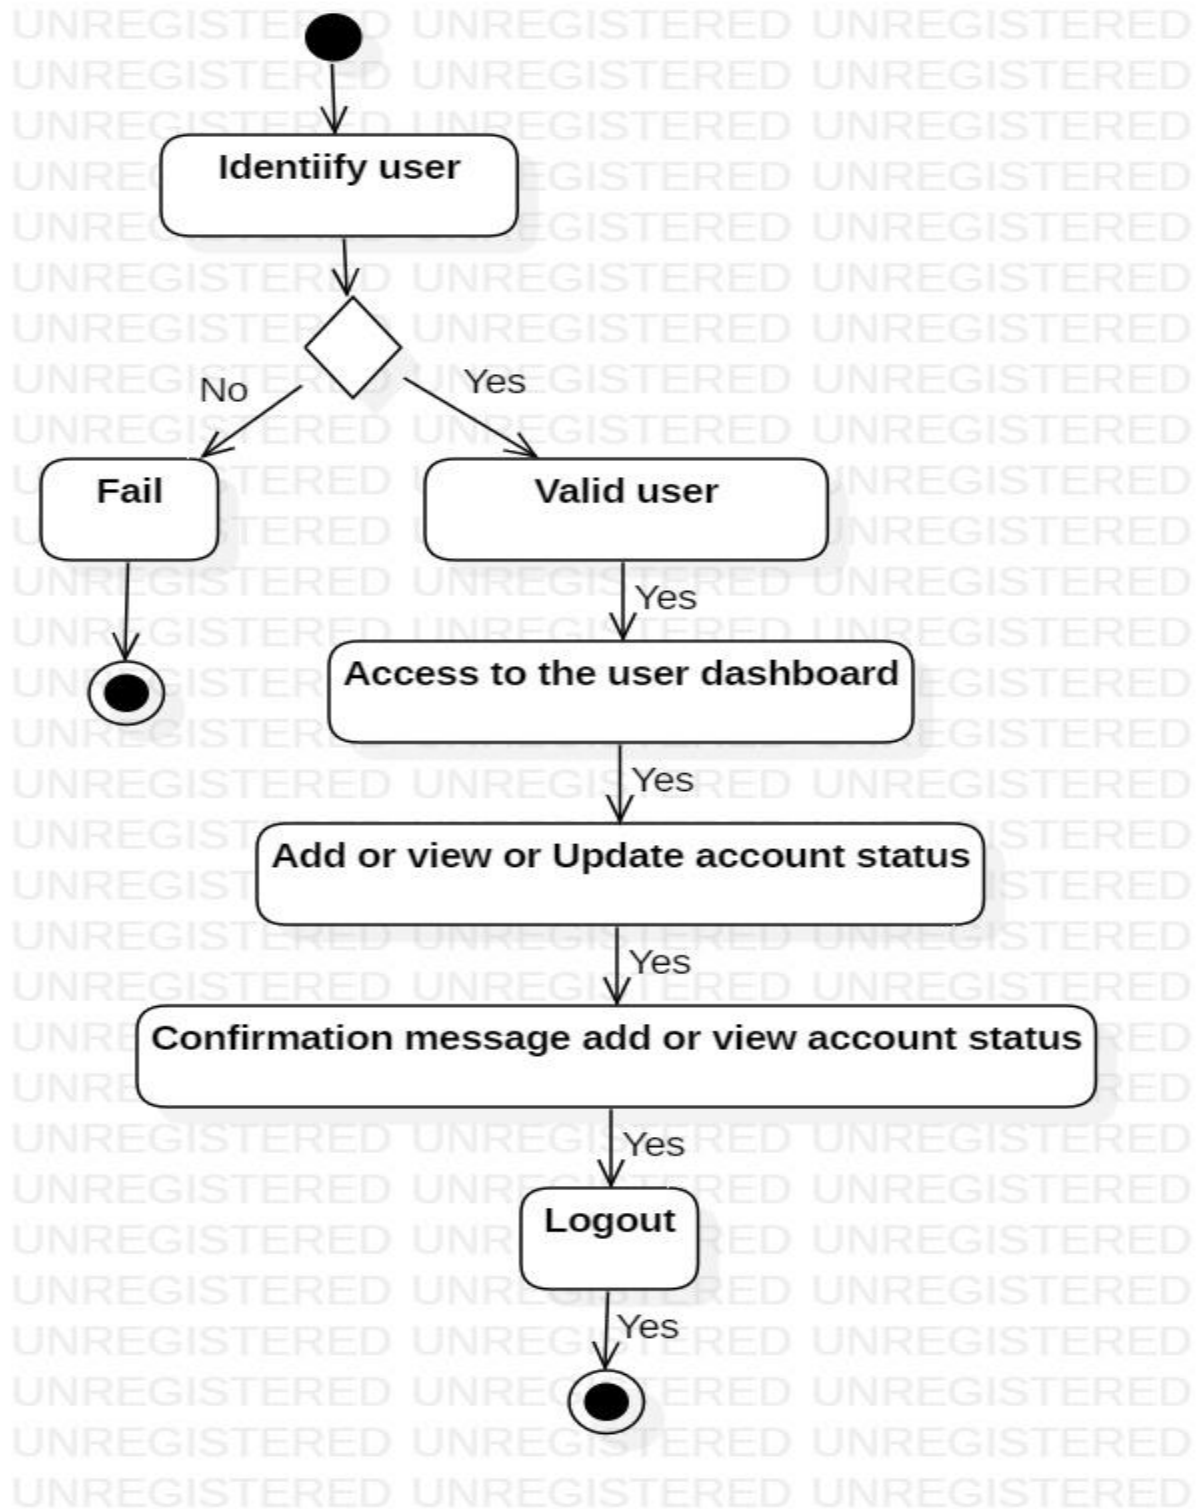 Identiify user
No
Yes
Fail
Valid user
Yes
Access to the user dashboard
Yes
Add or view or Update account status
Yes
Confirmation message add or view account status
Yes
Logout
Yes
UNREGISTERED UNREGISTERED UNREGISTERED